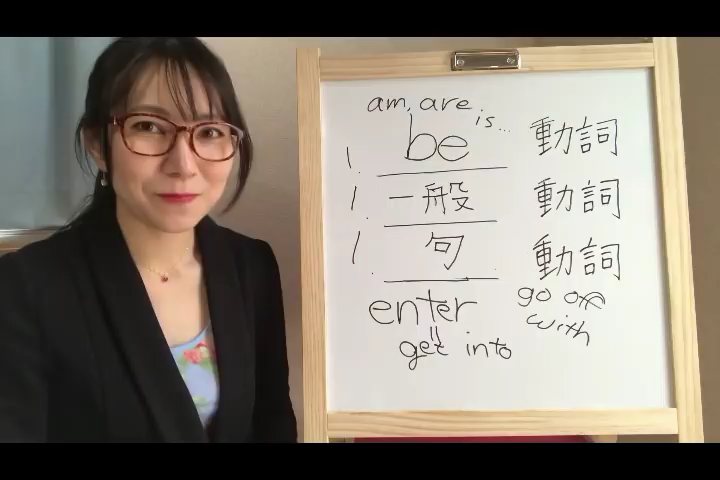 am, are is...
1. be 動詞
1. 一般 動詞
1. 句 動詞
enter
〃
get into
go off
with